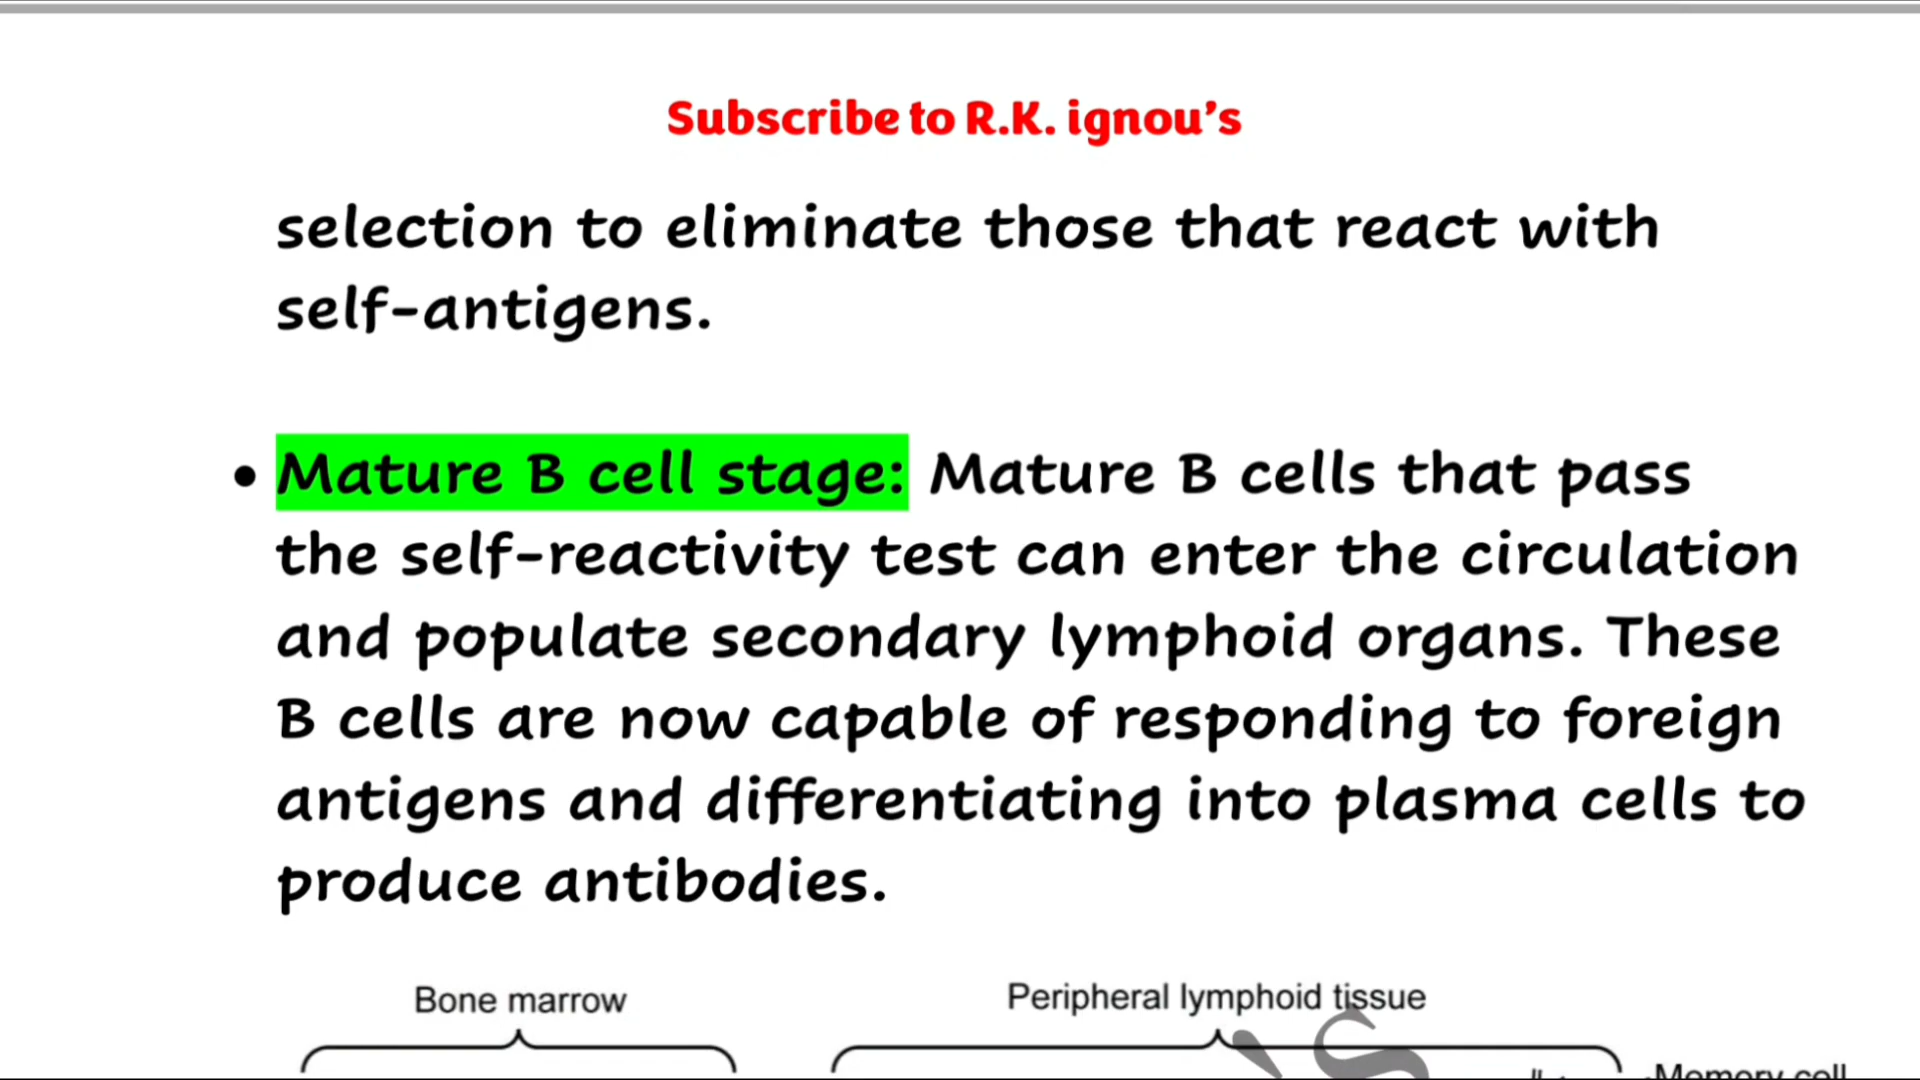 Subscribe to R.K. ignou's
selection to eliminate those that react with
self-antigens.
• Mature B cell stage: Mature B cells that pass
the self-reactivity test can enter the circulation
and populate secondary lymphoid organs. These
B cells are now capable of responding to foreign
antigens and differentiating into plasma cells to
produce antibodies.
Bone marrow
Peripheral lymphoid tissue
Memory cell